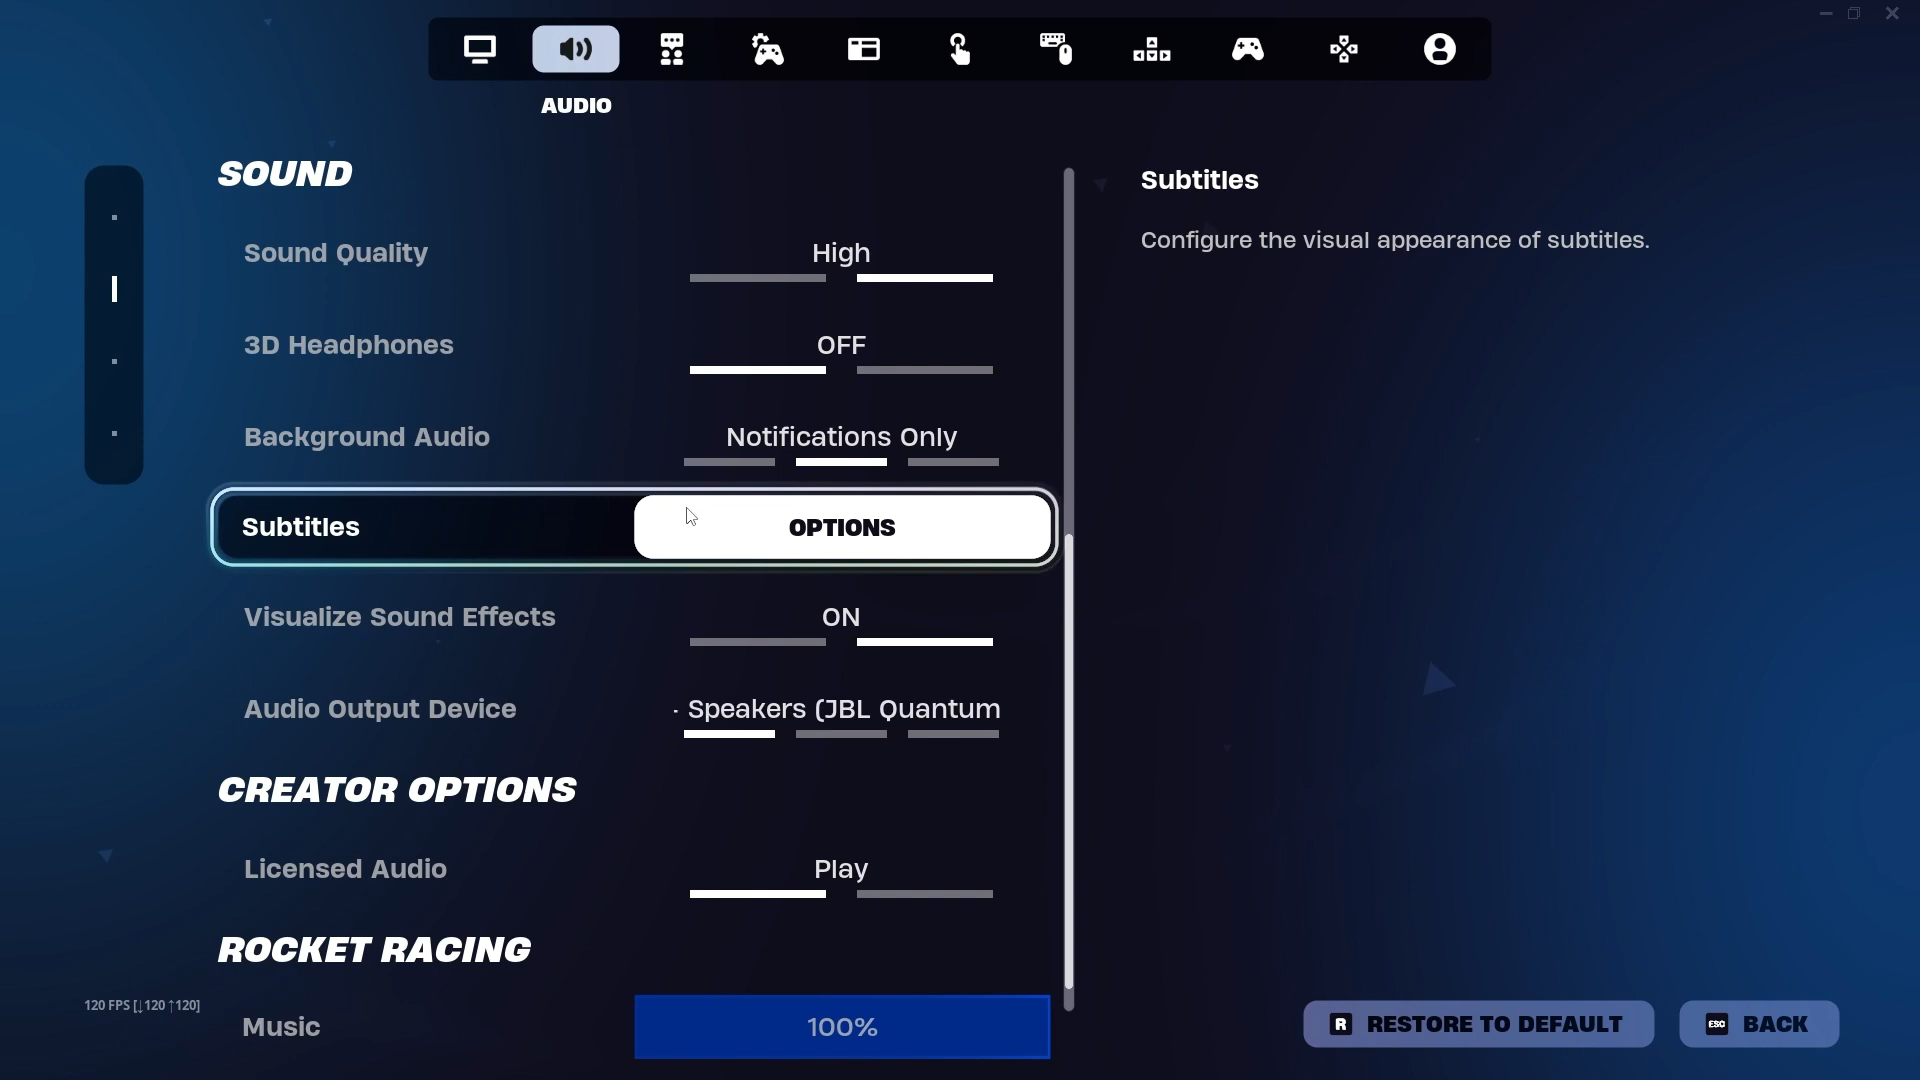 AUDIO
SOUND
Sound Quality
High
3D Headphones
OFF
Background Audio
Notifications Only
Subtitles
OPTIONS
Visualize Sound Effects
ON
Audio Output Device
- Speakers (JBL Quantum
CREATOR OPTIONS
Licensed Audio
Play
ROCKET RACING
Music
100%
Subtitles
Configure the visual appearance of subtitles.
120 FPS [↓120 ↑120]
R RESTORE TO DEFAULT
ESC BACK